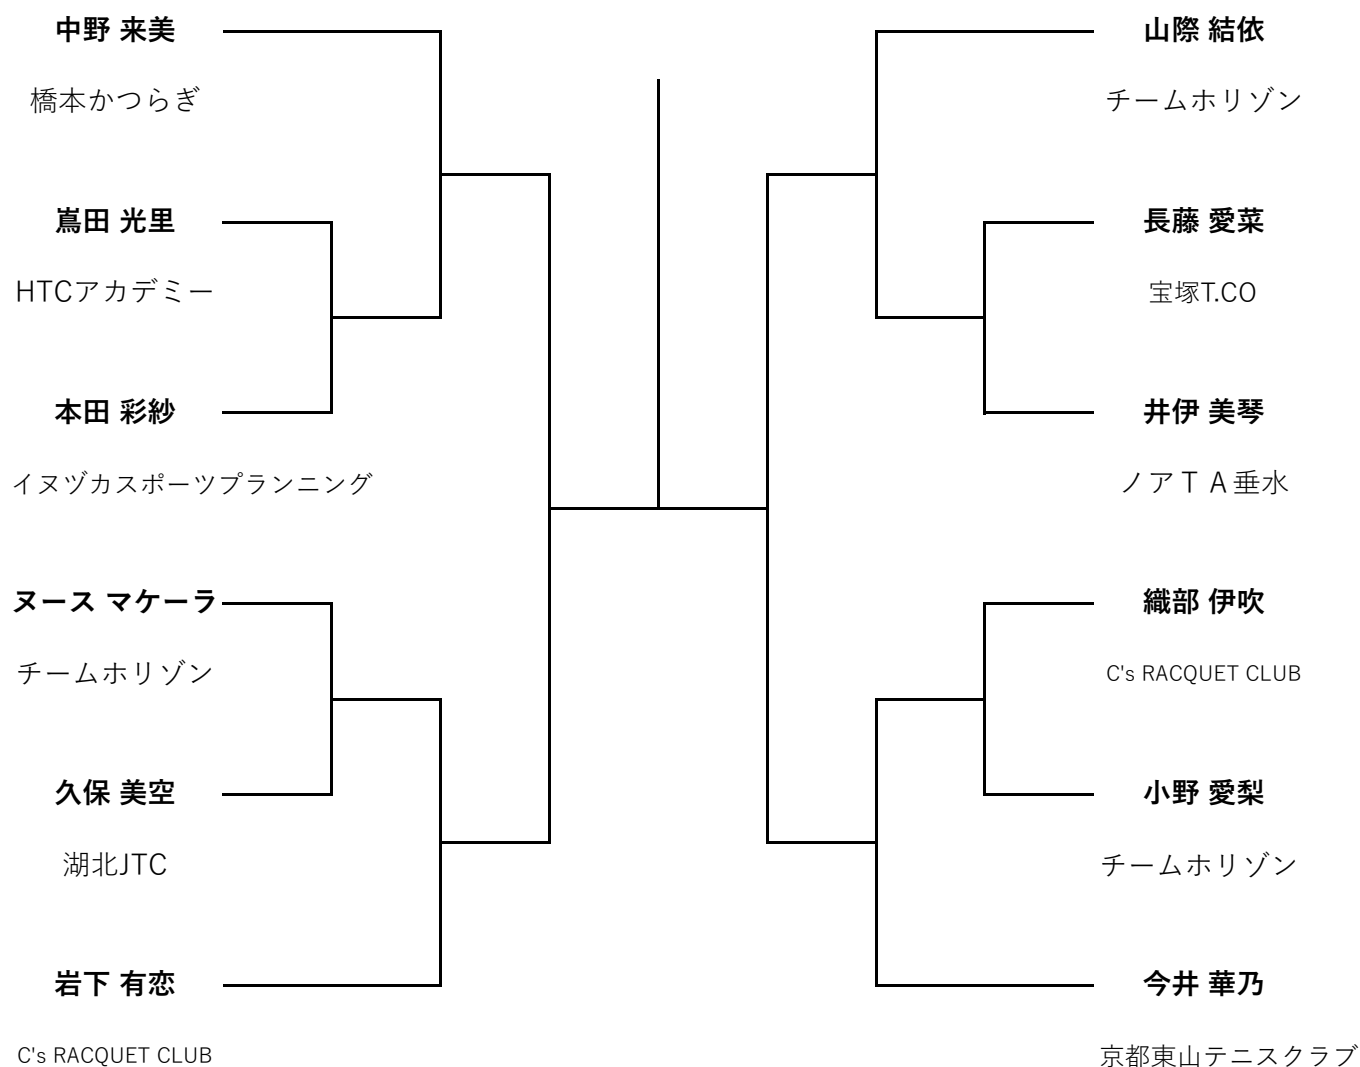 中野 来美
橋本かつらぎ
嶌田 光里
HTCアカデミー
本田 彩紗
イヌヅカスポーツプランニング
ヌース マケーラ
チームホリゾン
久保 美空
湖北JTC
岩下 有恋
C's RACQUET CLUB
山際 結依
チームホリゾン
長藤 愛菜
宝塚T.CO
井伊 美琴
ノアＴＡ垂水
織部 伊吹
C's RACQUET CLUB
小野 愛梨
チームホリゾン
今井 華乃
京都東山テニスクラブ